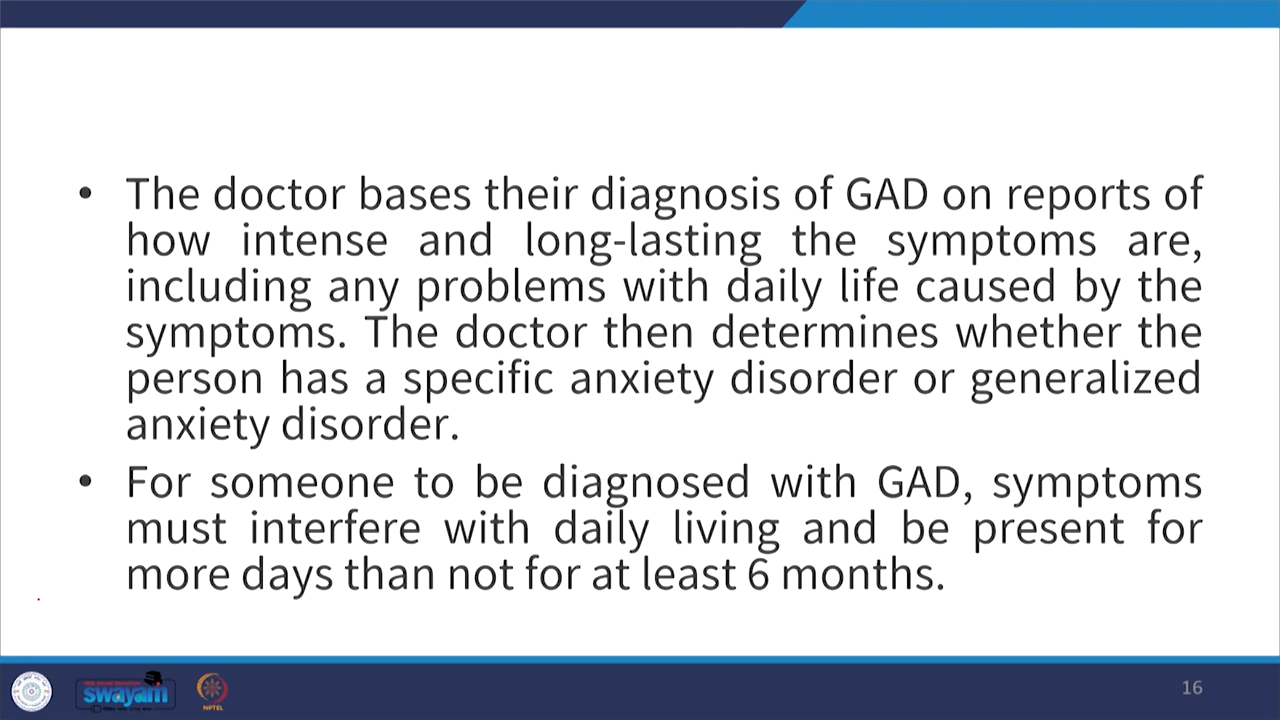 • The doctor bases their diagnosis of GAD on reports of
how intense and long-lasting the symptoms are,
including any problems with daily life caused by the
symptoms. The doctor then determines whether the
person has a specific anxiety disorder or generalized
anxiety disorder.
• For someone to be diagnosed with GAD, symptoms
must interfere with daily living and be present for
more days than not for at least 6 months.
swayam
NPTEL
16